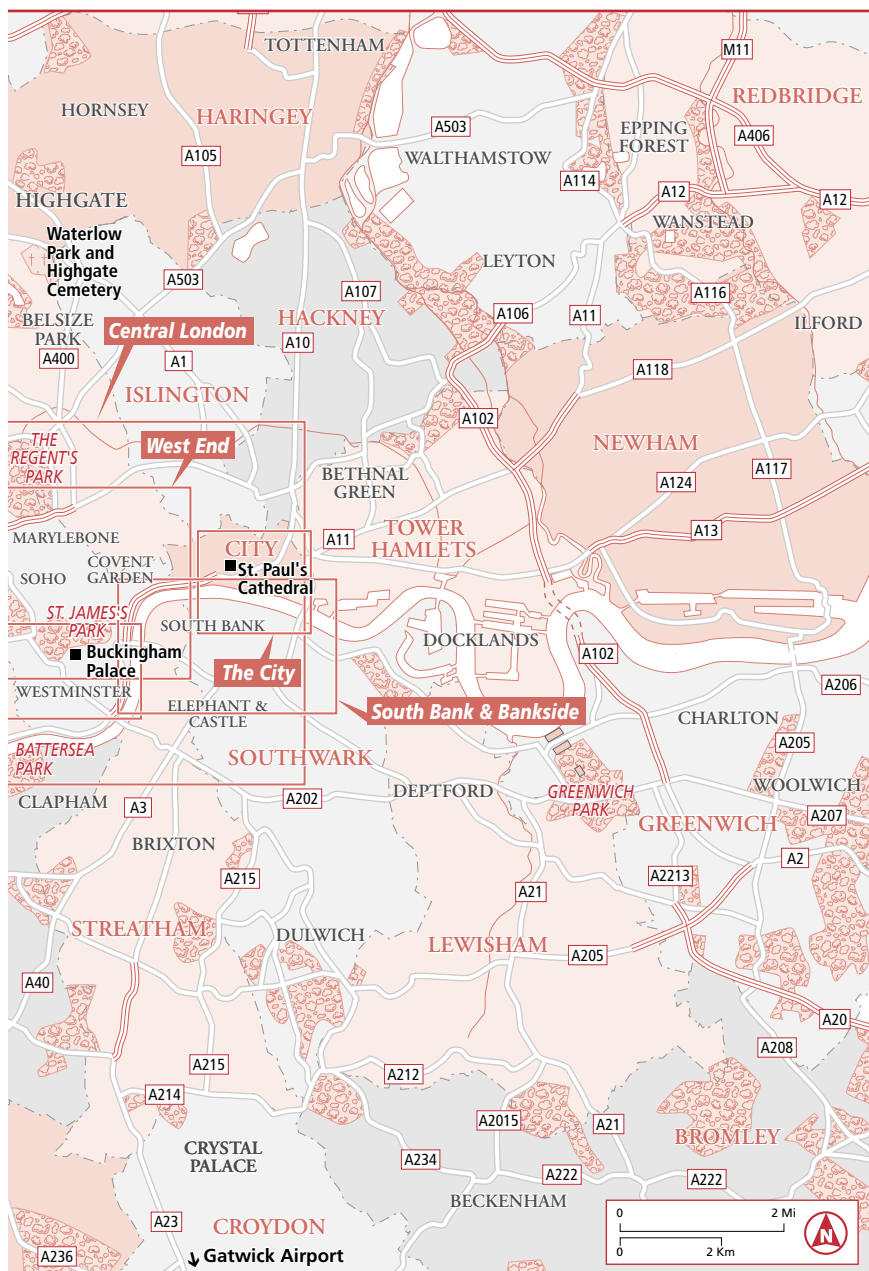 TOTTENHAM
M11
HORNSEY
HARINGEY
REDBRIDGE
A503
A406
EPPING
FOREST
A105
WALTHAMSTOW
A114
A12
A12
HIGHGATE
WANSTEAD
Waterlow
Park and
Highgate
Cemetery
LEYTON
A503
A107
A116
A106
A11
HACKNEY
BELSIZE
PARK
ILFORD
Central London
A10
A400
A1
A118
ISLINGTON
A102
West End
THE
REGENT'S
PARK
NEWHAM
BETHNAL
GREEN
A117
A124
TOWER
HAMLETS
A13
MARYLEBONE
A11
CITY
COVENT
GARDEN
St. Paul's
Cathedral
SOHO
ST. JAMES'S
PARK
SOUTH BANK
DOCKLANDS
Buckingham
Palace
A102
The City
WESTMINSTER
A206
ELEPHANT &
CASTLE
South Bank & Bankside
CHARLTON
A205
BATTERSEA
PARK
SOUTHWARK
WOOLWICH
CLAPHAM
A202
DEPTFORD
GREENWICH
PARK
A3
A207
GREENWICH
BRIXTON
A2
A215
A2213
A21
STREATHAM
DULWICH
LEWISHAM
A205
A40
A20
A208
A215
A212
A214
A2015
A21
BROMLEY
CRYSTAL
PALACE
A234
A222
A222
BECKENHAM
0
2 Mi
A23
CROYDON
N
0
2 Km
A236
Gatwick Airport